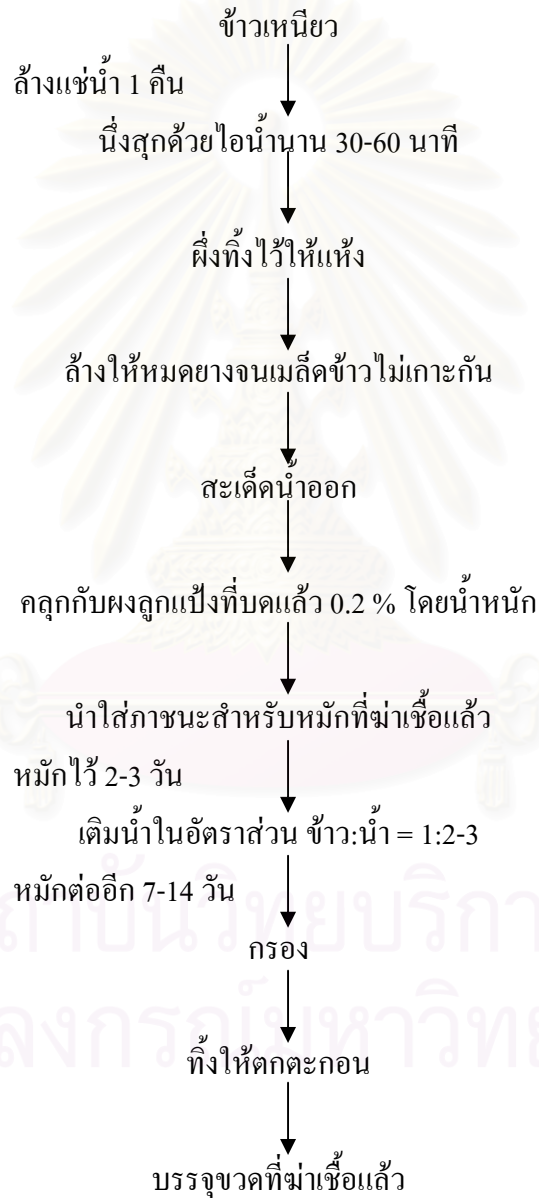 ข้าวเหนียว
ล้างแช่น้ำ 1 คืน
นึ่งสุกด้วยไอน้ำนาน 30-60 นาที
ผึ่งทิ้งไว้ให้แห้ง
ล้างให้หมดยางจนเมล็ดข้าวไม่เกาะกัน
สะเด็ดน้ำออก
คลุกกับผงลูกแป้งที่บดแล้ว 0.2 % โดยน้ำหนัก
นำใส่ภาชนะสำหรับหมักที่ฆ่าเชื้อแล้ว
หมักไว้ 2-3 วัน
เติมน้ำในอัตราส่วน ข้าว:น้ำ = 1:2-3
หมักต่ออีก 7-14 วัน
กรอง
ทิ้งให้ตกตะกอน
บรรจุขวดที่ฆ่าเชื้อแล้ว